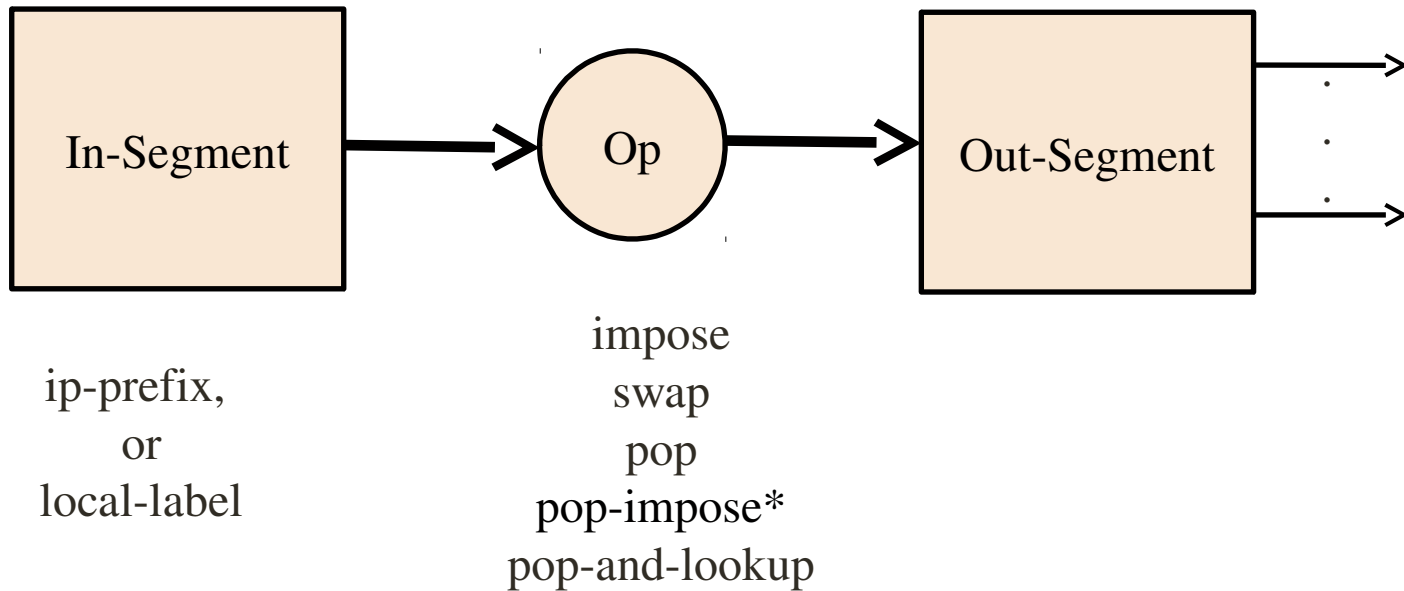 In-Segment
Op
Out-Segment
ip-prefix,
or
local-label
impose
swap
pop
pop-impose*
pop-and-lookup